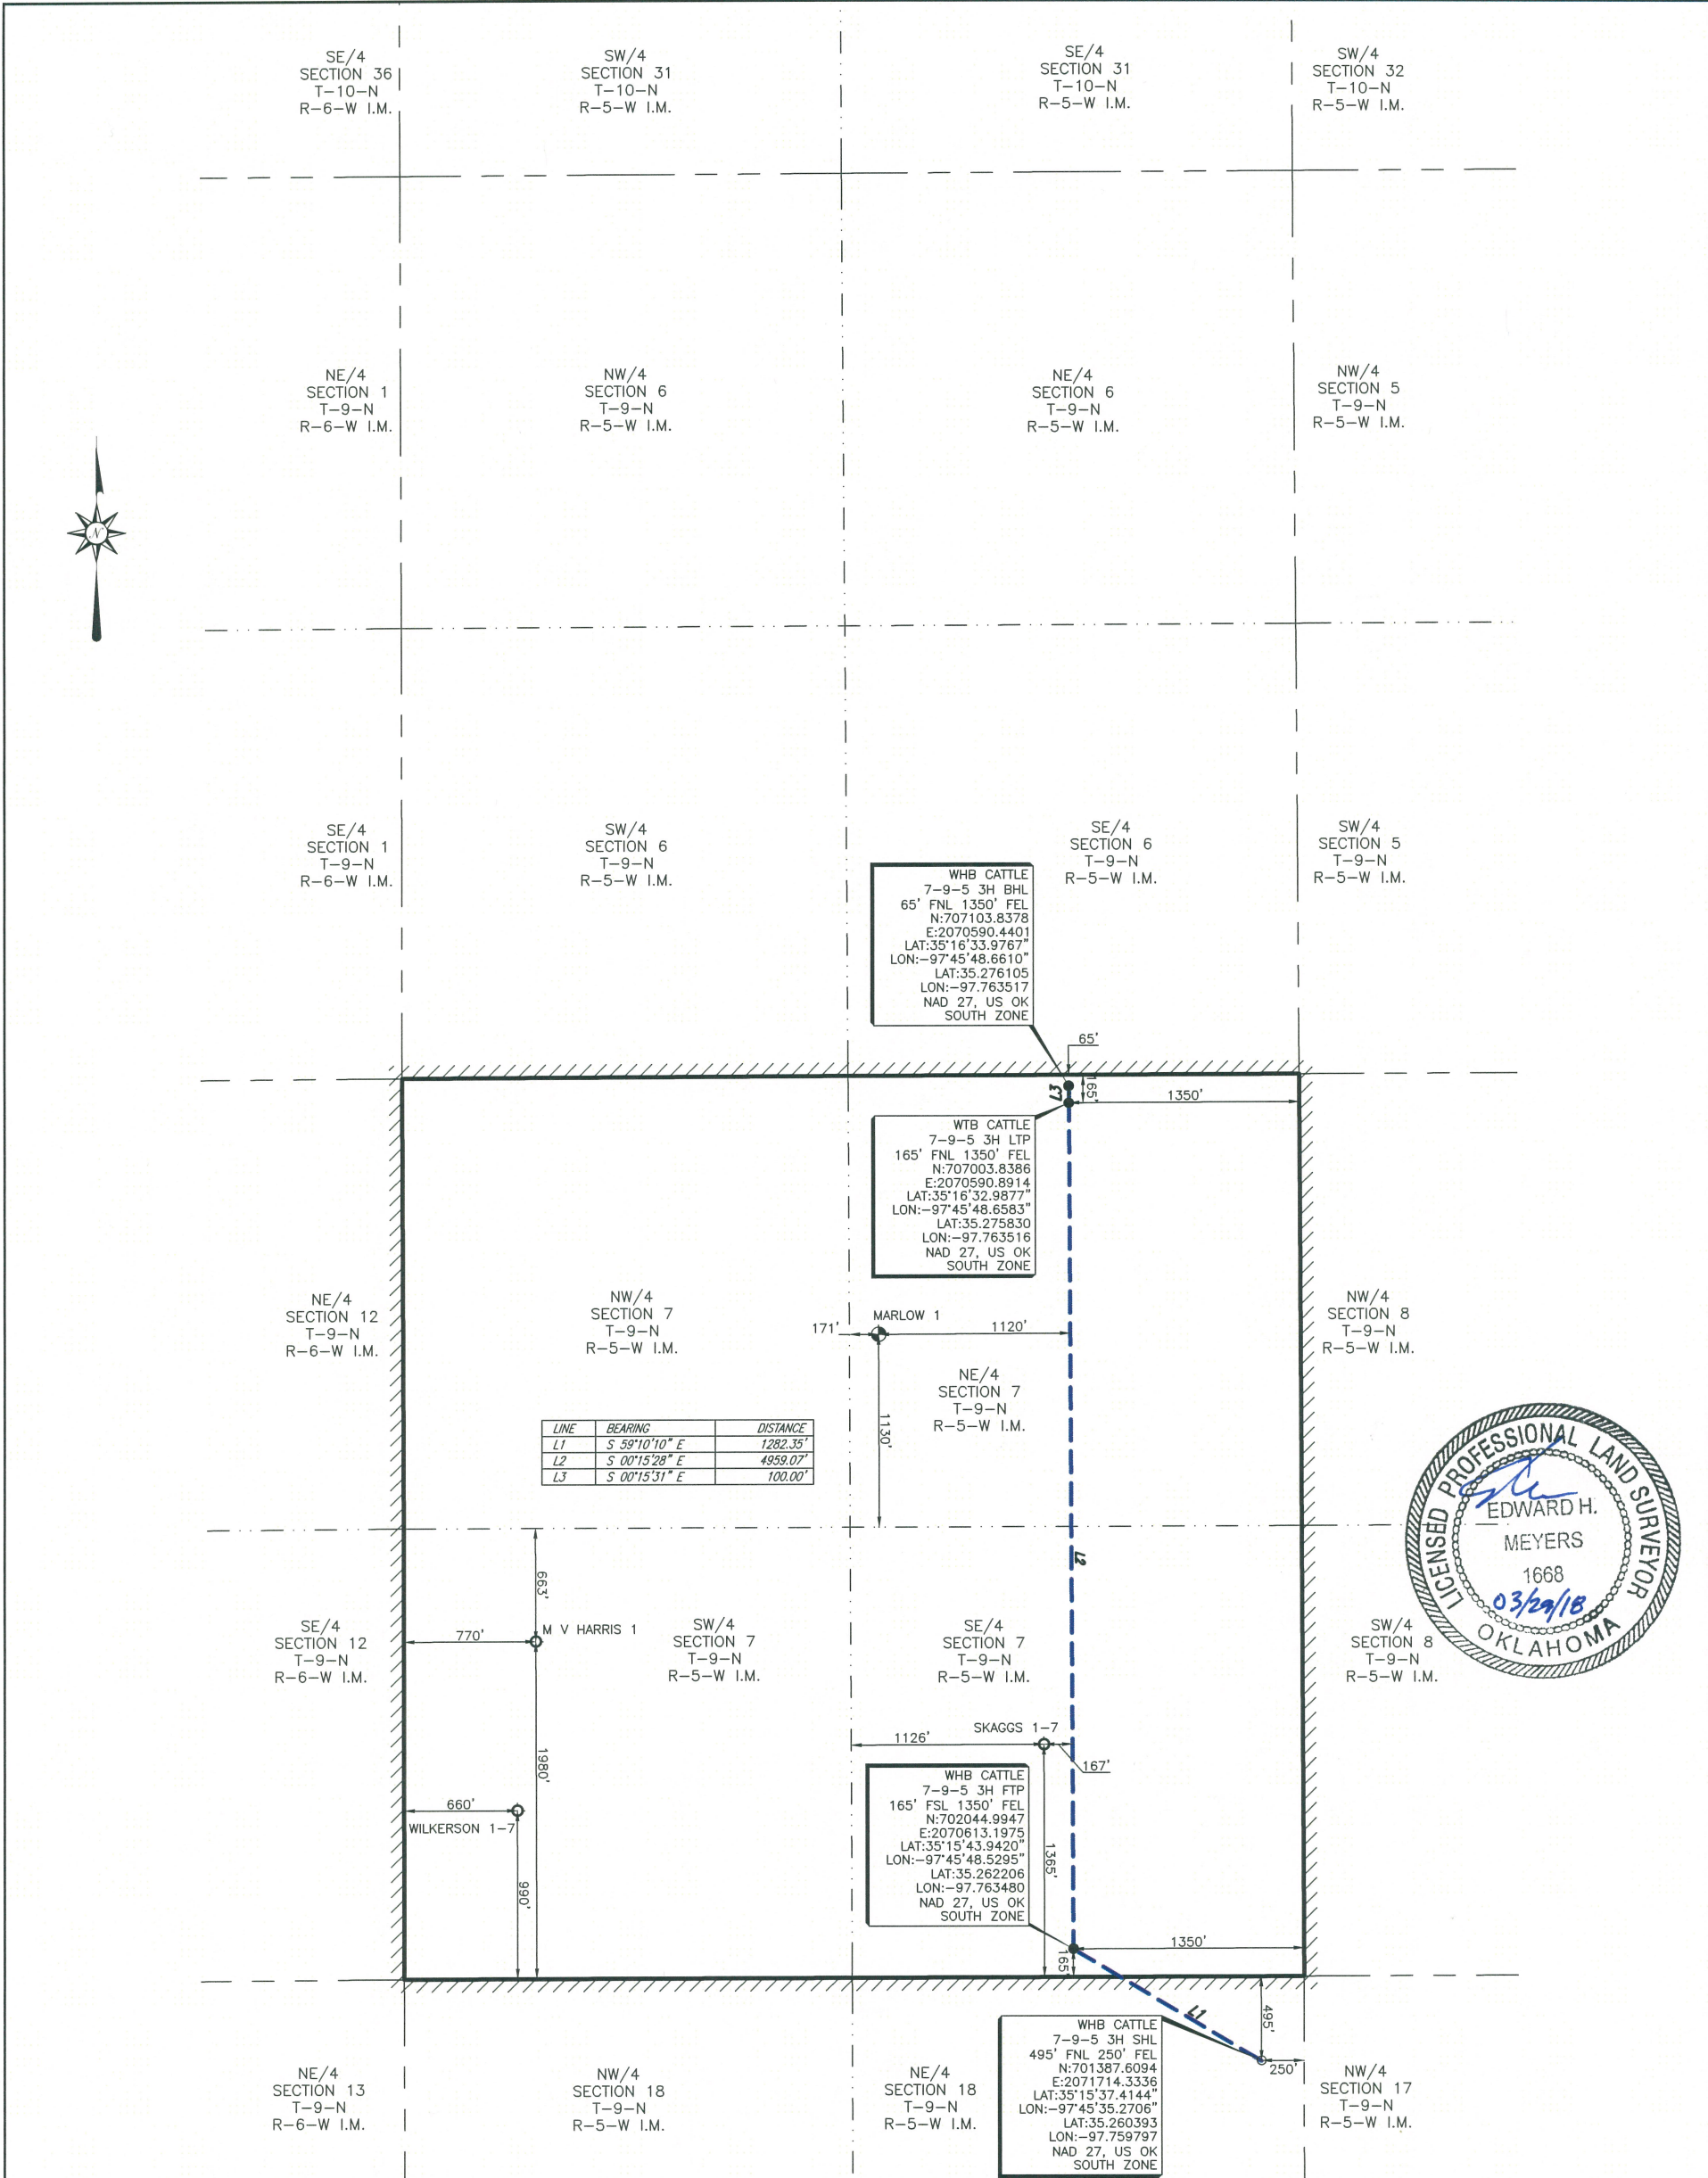 SE/4
SECTION 36
T-10-N
R-6-W I.M.
SW/4
SECTION 31
T-10-N
R-5-W I.M.
SE/4
SECTION 31
T-10-N
R-5-W I.M.
SW/4
SECTION 32
T-10-N
R-5-W I.M.
NE/4
SECTION 1
T-9-N
R-6-W I.M.
NW/4
SECTION 6
T-9-N
R-5-W I.M.
NE/4
SECTION 6
T-9-N
R-5-W I.M.
NW/4
SECTION 5
T-9-N
R-5-W I.M.
N
SE/4
SECTION 1
T-9-N
R-6-W I.M.
SW/4
SECTION 6
T-9-N
R-5-W I.M.
SE/4
SECTION 6
T-9-N
R-5-W I.M.
SW/4
SECTION 5
T-9-N
R-5-W I.M.
WHB CATTLE
7-9-5 3H BHL
65' FNL 1350' FEL
N:707103.8378
E:2070590.4401
LAT:35°16'33.9767"
LON:-97°45'48.6610"
LAT:35.276105
LON:-97.763517
NAD 27, US OK
SOUTH ZONE
65'
L3
165'
1350'
WTB CATTLE
7-9-5 3H LTP
165' FNL 1350' FEL
N:707003.8386
E:2070590.8914
LAT:35°16'32.9877"
LON:-97°45'48.6583"
LAT:35.275830
LON:-97.763516
NAD 27, US OK
SOUTH ZONE
NE/4
SECTION 12
T-9-N
R-6-W I.M.
NW/4
SECTION 7
T-9-N
R-5-W I.M.
171'
MARLOW 1
1120'
1130'
NE/4
SECTION 7
T-9-N
R-5-W I.M.
NW/4
SECTION 8
T-9-N
R-5-W I.M.
LINE BEARING DISTANCE
L1 S 59°10'10" E 1282.35'
L2 S 00°15'28" E 4959.07'
L3 S 00°15'31" E 100.00'
LICENSED PROFESSIONAL LAND SURVEYOR
EDWARD H.
MEYERS
1668
03/29/18
OKLAHOMA
L2
SE/4
SECTION 12
T-9-N
R-6-W I.M.
663'
770'
M V HARRIS 1
1980'
SW/4
SECTION 7
T-9-N
R-5-W I.M.
SE/4
SECTION 7
T-9-N
R-5-W I.M.
SW/4
SECTION 8
T-9-N
R-5-W I.M.
SKAGGS 1-7
1126'
167'
1365'
660'
WILKERSON 1-7
990'
WHB CATTLE
7-9-5 3H FTP
165' FSL 1350' FEL
N:702044.9947
E:2070613.1975
LAT:35°15'43.9420"
LON:-97°45'48.5295"
LAT:35.262206
LON:-97.763480
NAD 27, US OK
SOUTH ZONE
1350'
165'
L1
495'
250'
WHB CATTLE
7-9-5 3H SHL
495' FNL 250' FEL
N:701387.6094
E:2071714.3336
LAT:35°15'37.4144"
LON:-97°45'35.2706"
LAT:35.260393
LON:-97.759797
NAD 27, US OK
SOUTH ZONE
NE/4
SECTION 13
T-9-N
R-6-W I.M.
NW/4
SECTION 18
T-9-N
R-5-W I.M.
NE/4
SECTION 18
T-9-N
R-5-W I.M.
NW/4
SECTION 17
T-9-N
R-5-W I.M.